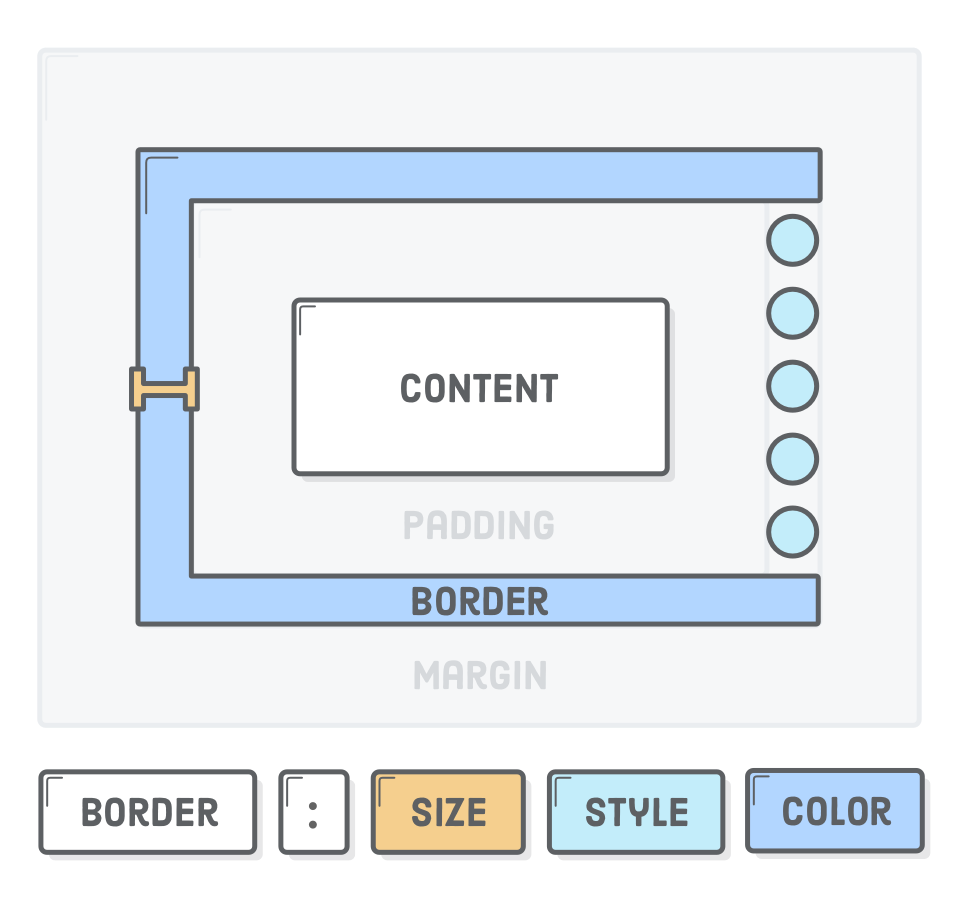 CONTENT
PADDING
BORDER
MARGIN
BORDER : SIZE STYLE COLOR